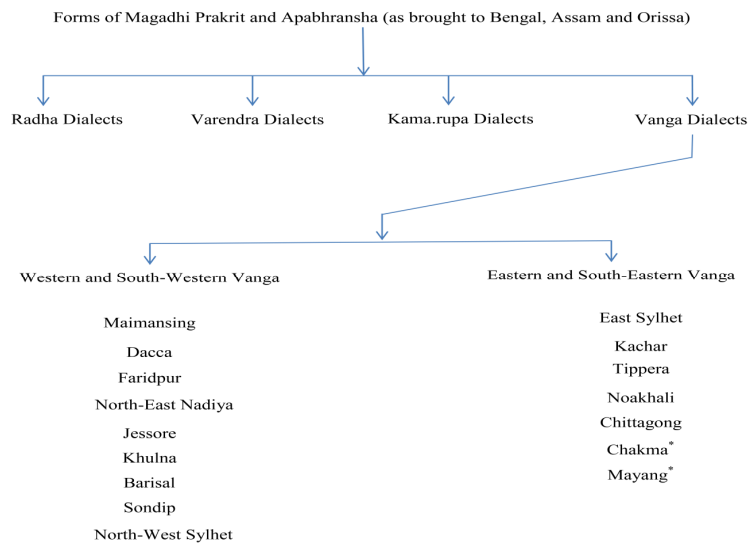 Forms of Magadhi Prakrit and Apabhransha (as brought to Bengal, Assam and Orissa)
Radha Dialects
Varendra Dialects
Kama.rupa Dialects
Vanga Dialects
Western and South-Western Vanga
Maimansing
Dacca
Faridpur
North-East Nadiya
Jessore
Khulna
Barisal
Sondip
North-West Sylhet
Eastern and South-Eastern Vanga
East Sylhet
Kachar
Tippera
Noakhali
Chittagong
Chakma*
Mayang*